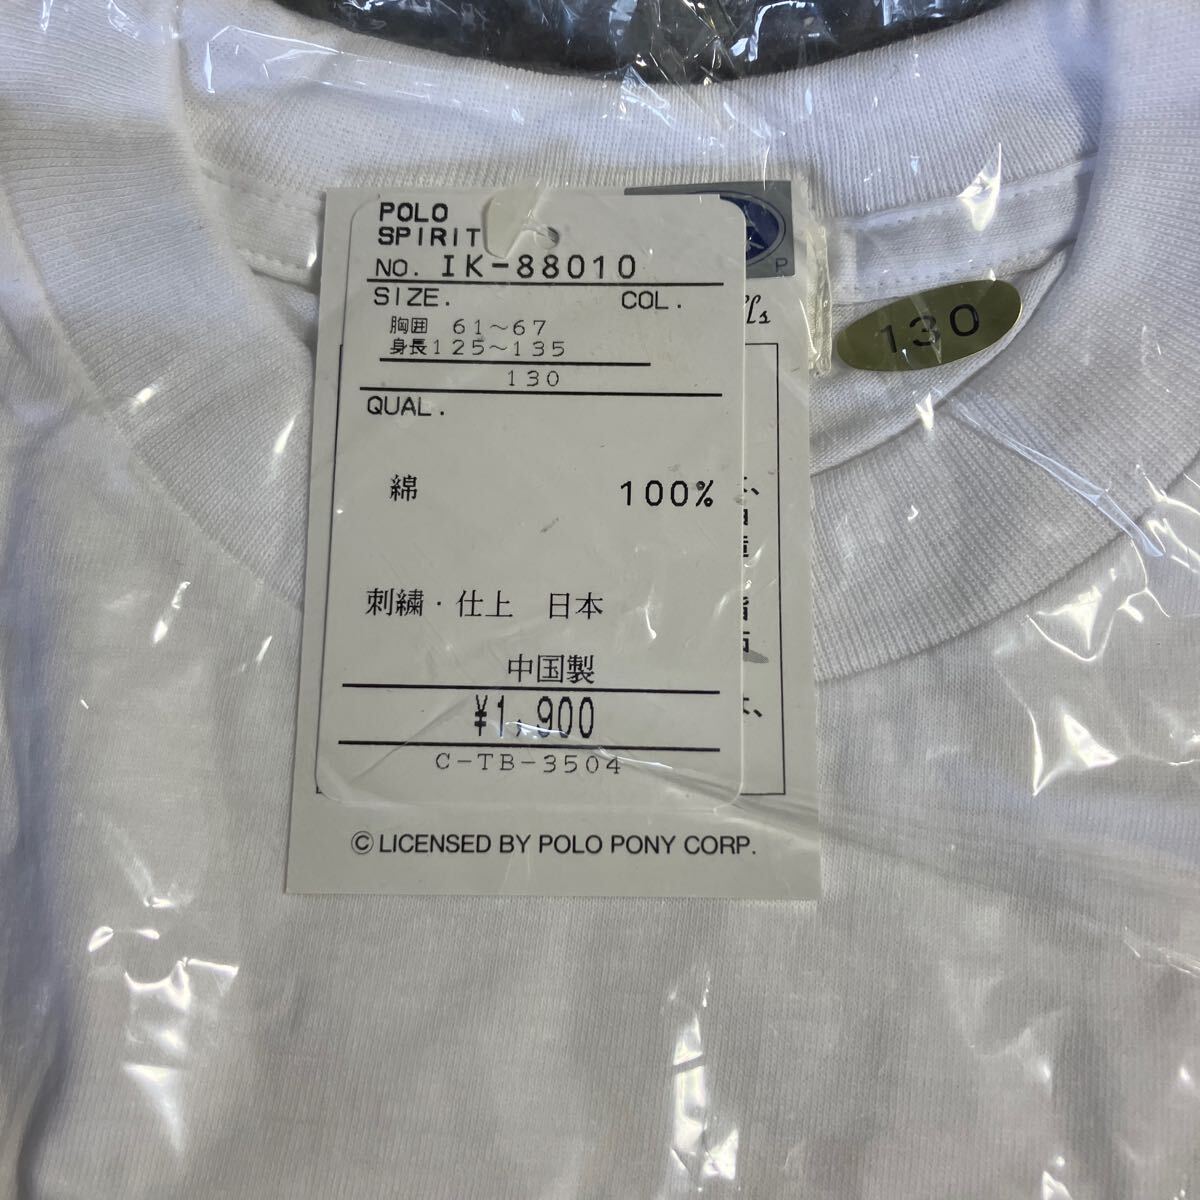 POLO
SPIRIT
NO. IK-88010
SIZE. COL.
胸囲 61～67
身長125～135
130
QUAL.
綿 100%
刺繍・仕上 日本
中国製
¥1,900
C-TB-3504
© LICENSED BY POLO PONY CORP.
P
130